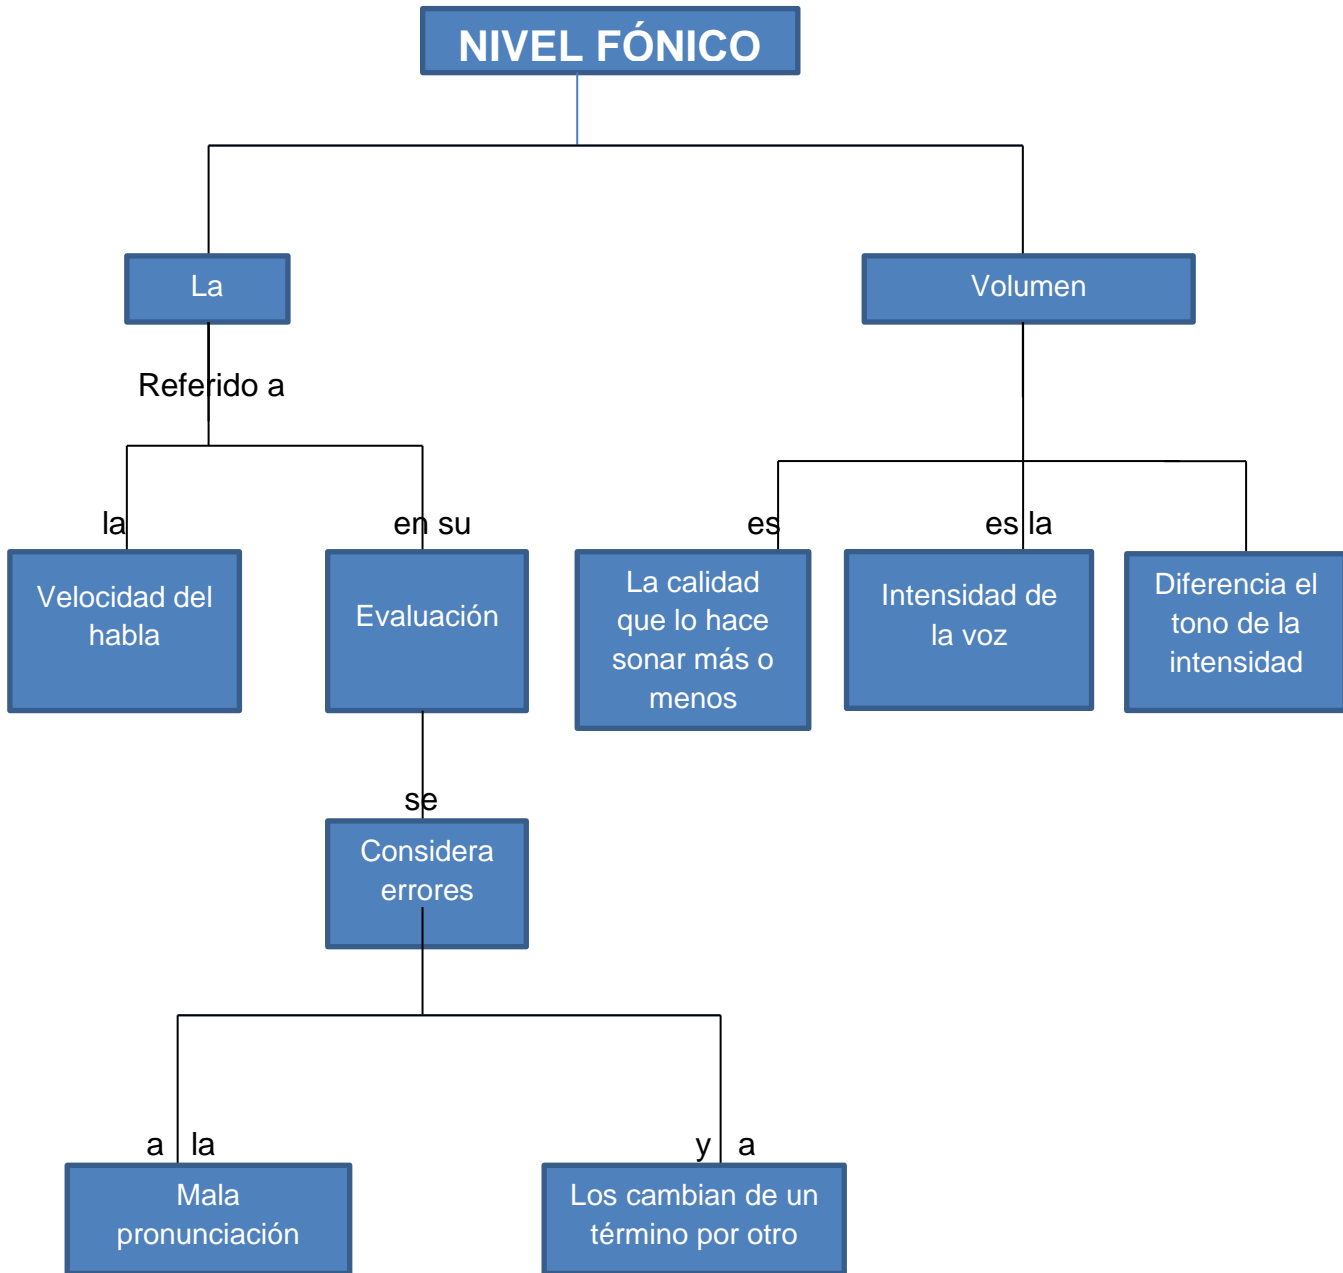 NIVEL FÓNICO
La
Volumen
Referido a
la
en su
es
es la
Velocidad del
habla
Evaluación
La calidad
que lo hace
sonar más o
menos
Intensidad de
la voz
Diferencia el
tono de la
intensidad
se
Considera
errores
a la
y a
Mala
pronunciación
Los cambian de un
término por otro